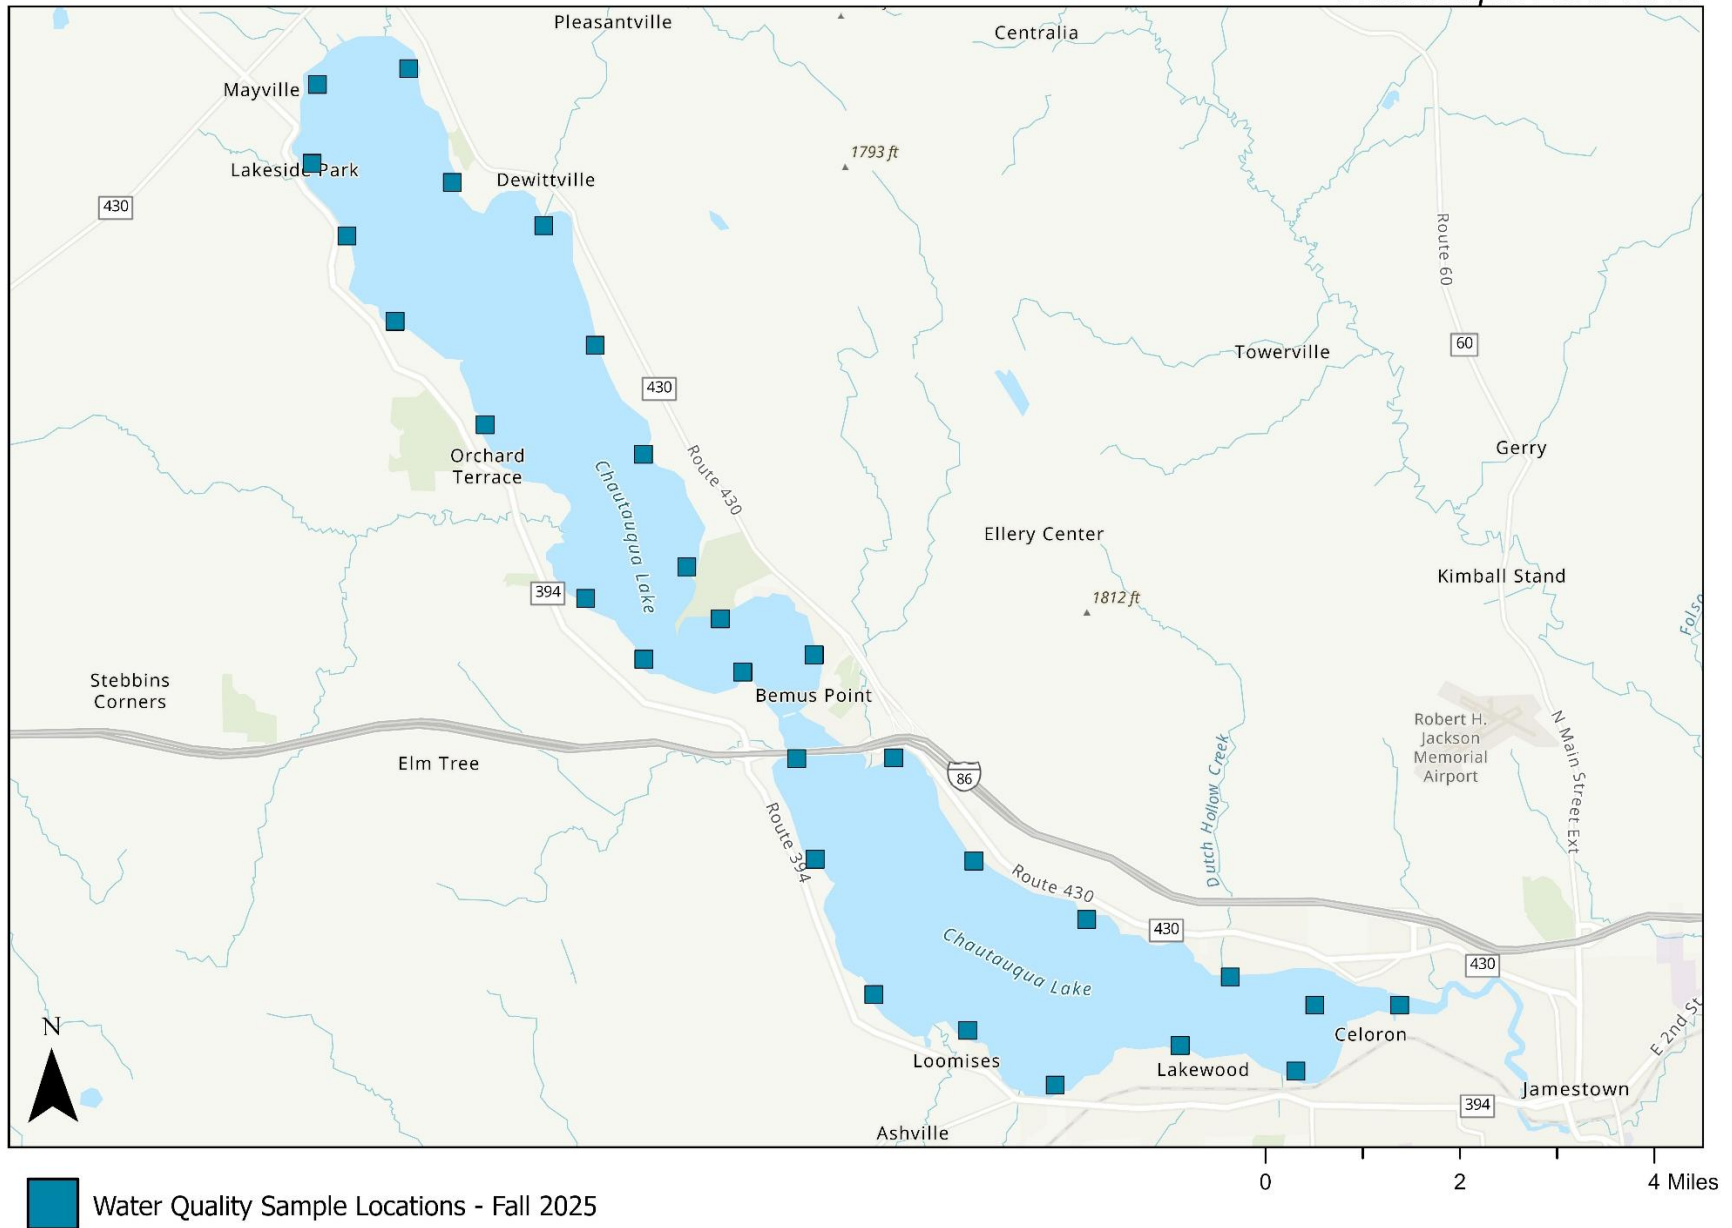 Pleasantville
Centralia
Mayville
1793 ft
Lakeside Park
Dewittville
430
Route 60
Towerville
60
430
Route 430
Gerry
Orchard
Terrace
Chautauqua Lake
Ellery Center
Kimball Stand
394
1812 ft
Stebbins
Corners
Bemus Point
Robert H.
Jackson
Memorial
Airport
N Main Street Ext
Elm Tree
86
Dutch Hollow Creek
Route 394
Route 430
430
Chautauqua Lake
430
E 2nd St
N
Celoron
Loomises
Lakewood
Jamestown
394
Ashville
0 2 4 Miles
Water Quality Sample Locations - Fall 2025